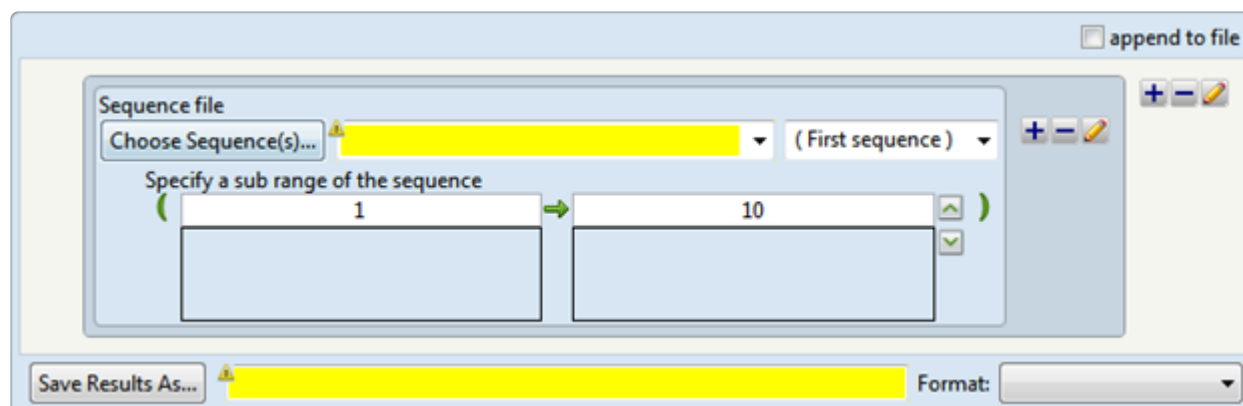 append to file
Sequence file
Choose Sequence(s)... ( First sequence )
Specify a sub range of the sequence
( 1 10 )
Save Results As... Format: